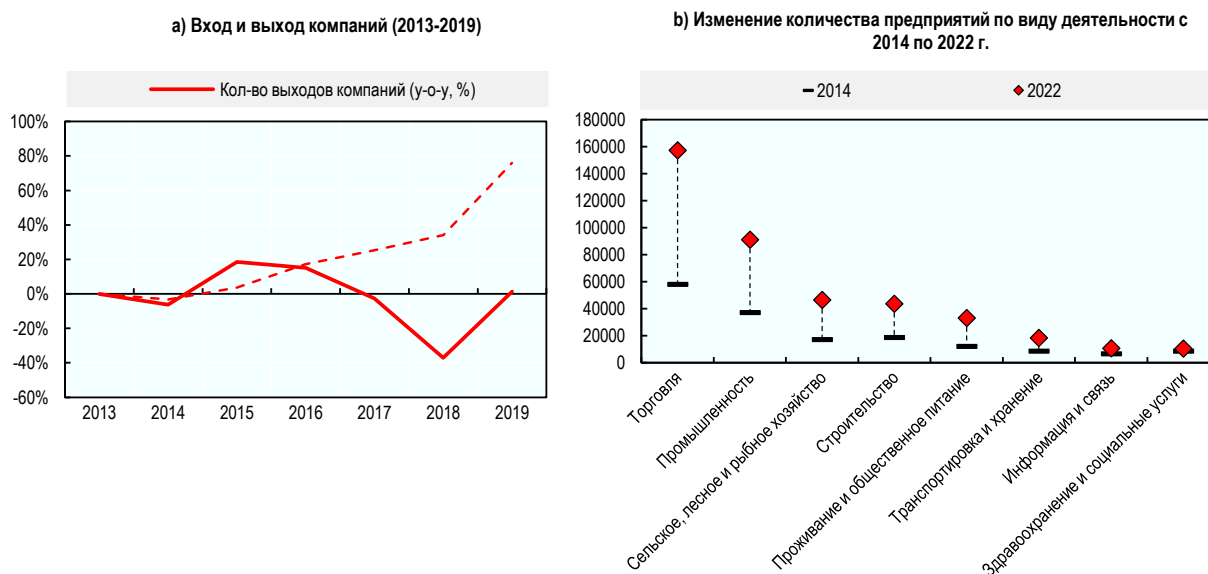 a) Вход и выход компаний (2013-2019)
Кол-во выходов компаний (y-o-y, %)
100%
80%
60%
40%
20%
0%
-20%
-40%
-60%
2013 2014 2015 2016 2017 2018 2019
b) Изменение количества предприятий по виду деятельности с
2014 по 2022 г.
2014 2022
180000
160000
140000
120000
100000
80000
60000
40000
20000
0
Торговля
Промышленность
Сельское, лесное и рыбное хозяйство
Строительство
Проживание и общественное питание
Транспортировка и хранение
Информация и связь
Здравоохранение и социальные услуги